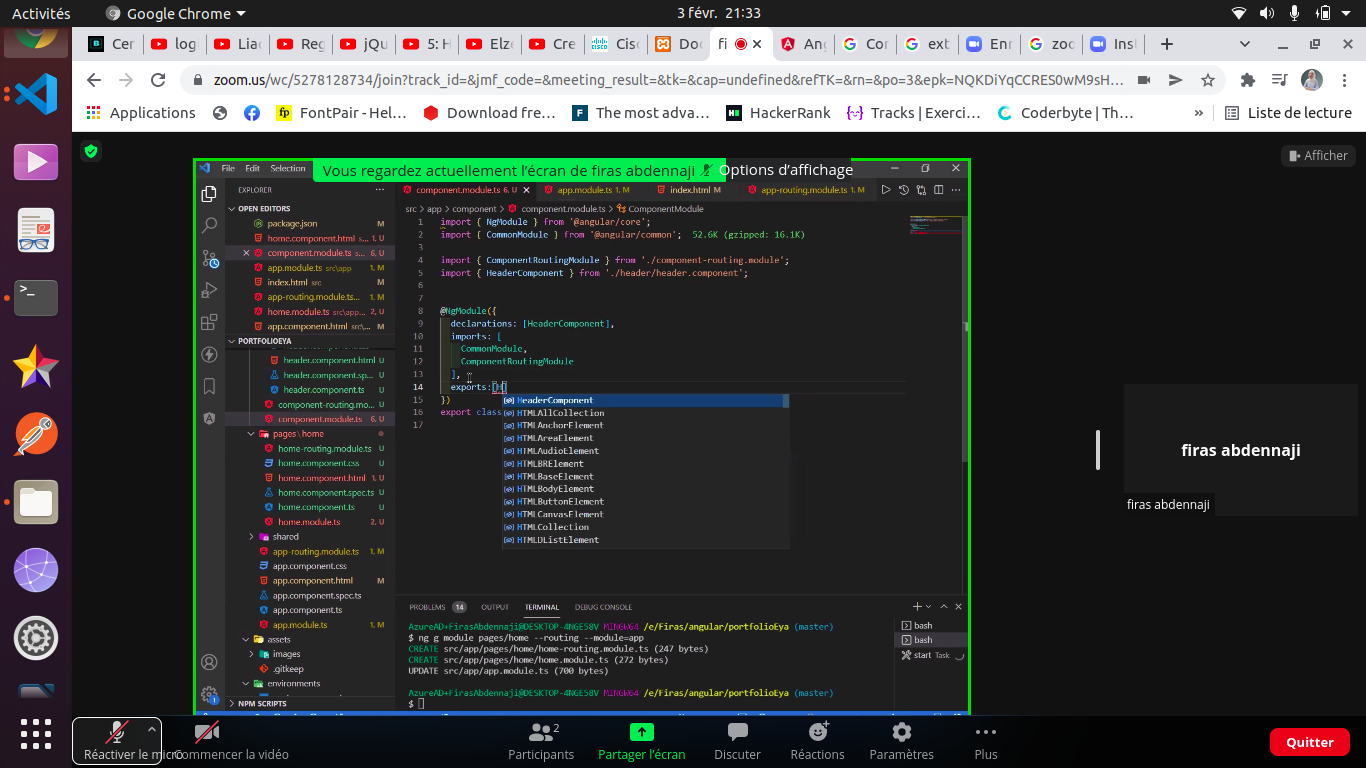 Activités
Google Chrome
3 févr. 21:33
Cer
log
Liac
Reg
jQu
5: H
Elze
Cre
Cisc
Doc
fi
Ang
Cor
ext
Enr
zoc
Inst
zoom.us/wc/5278128734/join?track_id=&jmf_code=&meeting_result=&tk=&cap=undefined&refTK=&rn=&po=3&epk=NQKDiYqCCRES0wM9sH...
Applications
FontPair - Hel...
Download fre...
The most adva...
HackerRank
Tracks | Exerci...
Coderbyte | Th...
»
Liste de lecture
Afficher
File Edit Selection
Vous regardez actuellement l'écran de firas abdennaji
Options d'affichage
EXPLORER
component.module.ts 6, U
app.module.ts 1, M
index.html M
app-routing.module.ts 1, M
OPEN EDITORS
package.json M
home.component.html s... 1, U
component.module.ts s... 6, U
app.module.ts src\app 1, M
index.html src M
app-routing.module.ts... 1, M
home.module.ts src\app... 2, U
app.component.html src\... M
PORTFOLIOEYA
header.component.html U
header.component.sp... U
header.component.ts U
component-routing.mo... U
component.module.ts 6, U
pages\home
home-routing.module.ts U
home.component.css U
home.component.html 1, U
home.component.spec.ts U
home.component.ts U
home.module.ts 2, U
shared
app-routing.module.ts 1, M
app.component.css
app.component.html M
app.component.spec.ts
app.component.ts
app.module.ts 1, M
assets
images
.gitkeep
environments
NPM SCRIPTS
src > app > component > component.module.ts > ComponentModule
1 import { NgModule } from '@angular/core';
2 import { CommonModule } from '@angular/common'; 52.6K (gzipped: 16.1K)
3
4 import { ComponentRoutingModule } from './component-routing.module';
5 import { HeaderComponent } from './header/header.component';
6
7
8 @NgModule({
9 declarations: [HeaderComponent],
10 imports: [
11 CommonModule,
12 ComponentRoutingModule
13 ],
14 exports:[H]
15 })
16 export class
17
HeaderComponent
HTMLAllCollection
HTMLAnchorElement
HTMLAreaElement
HTMLAudioElement
HTMLBRElement
HTMLBaseElement
HTMLBodyElement
HTMLButtonElement
HTMLCanvasElement
HTMLCollection
HTMLDListElement
PROBLEMS 14 OUTPUT TERMINAL DEBUG CONSOLE
AzureAD+FirasAbdennaji@DESKTOP-4NGE58V MINGW64 /e/Firas/angular/portfolioEya (master)
$ ng g module pages/home --routing --module=app
CREATE src/app/pages/home/home-routing.module.ts (247 bytes)
CREATE src/app/pages/home/home.module.ts (272 bytes)
UPDATE src/app/app.module.ts (700 bytes)
AzureAD+FirasAbdennaji@DESKTOP-4NGE58V MINGW64 /e/Firas/angular/portfolioEya (master)
$
bash
bash
start Task
firas abdennaji
firas abdennaji
Réactiver le micro
Commencer la vidéo
Participants
2
Partager l'écran
Discuter
Réactions
Paramètres
Plus
Quitter